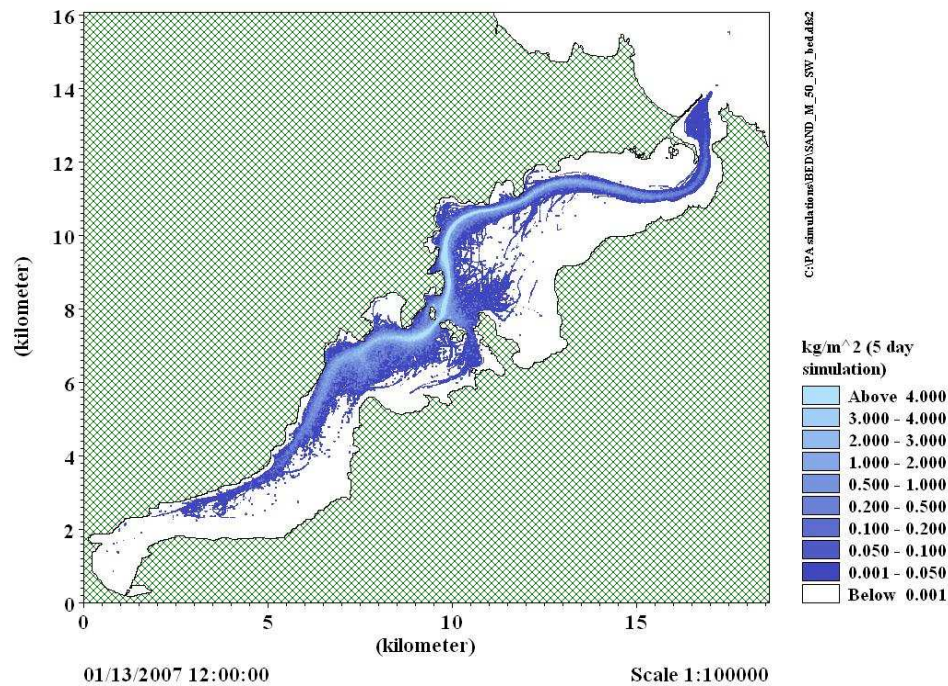 16
14
12
10
8
6
4
2
0
(kilometer)
0
5
10
15
(kilometer)
01/13/2007 12:00:00
Scale 1:100000
C:\PA simulations\BED\SAND_M_50_SW_bed.dfs2
kg/m^2 (5 day
simulation)
Above 4.000
3.000 - 4.000
2.000 - 3.000
1.000 - 2.000
0.500 - 1.000
0.200 - 0.500
0.100 - 0.200
0.050 - 0.100
0.001 - 0.050
Below 0.001